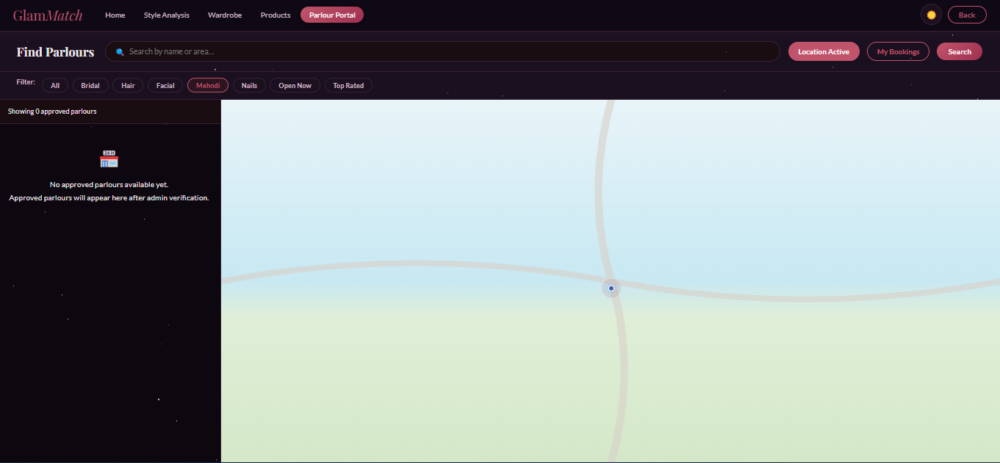 GlamMatch Home Style Analysis Wardrobe Products Parlour Portal Back
Find Parlours Search by name or area... Location Active My Bookings Search
Filter: All Bridal Hair Facial Mehndi Nails Open Now Top Rated
Showing 0 approved parlours
24 H
No approved parlours available yet.
Approved parlours will appear here after admin verification.